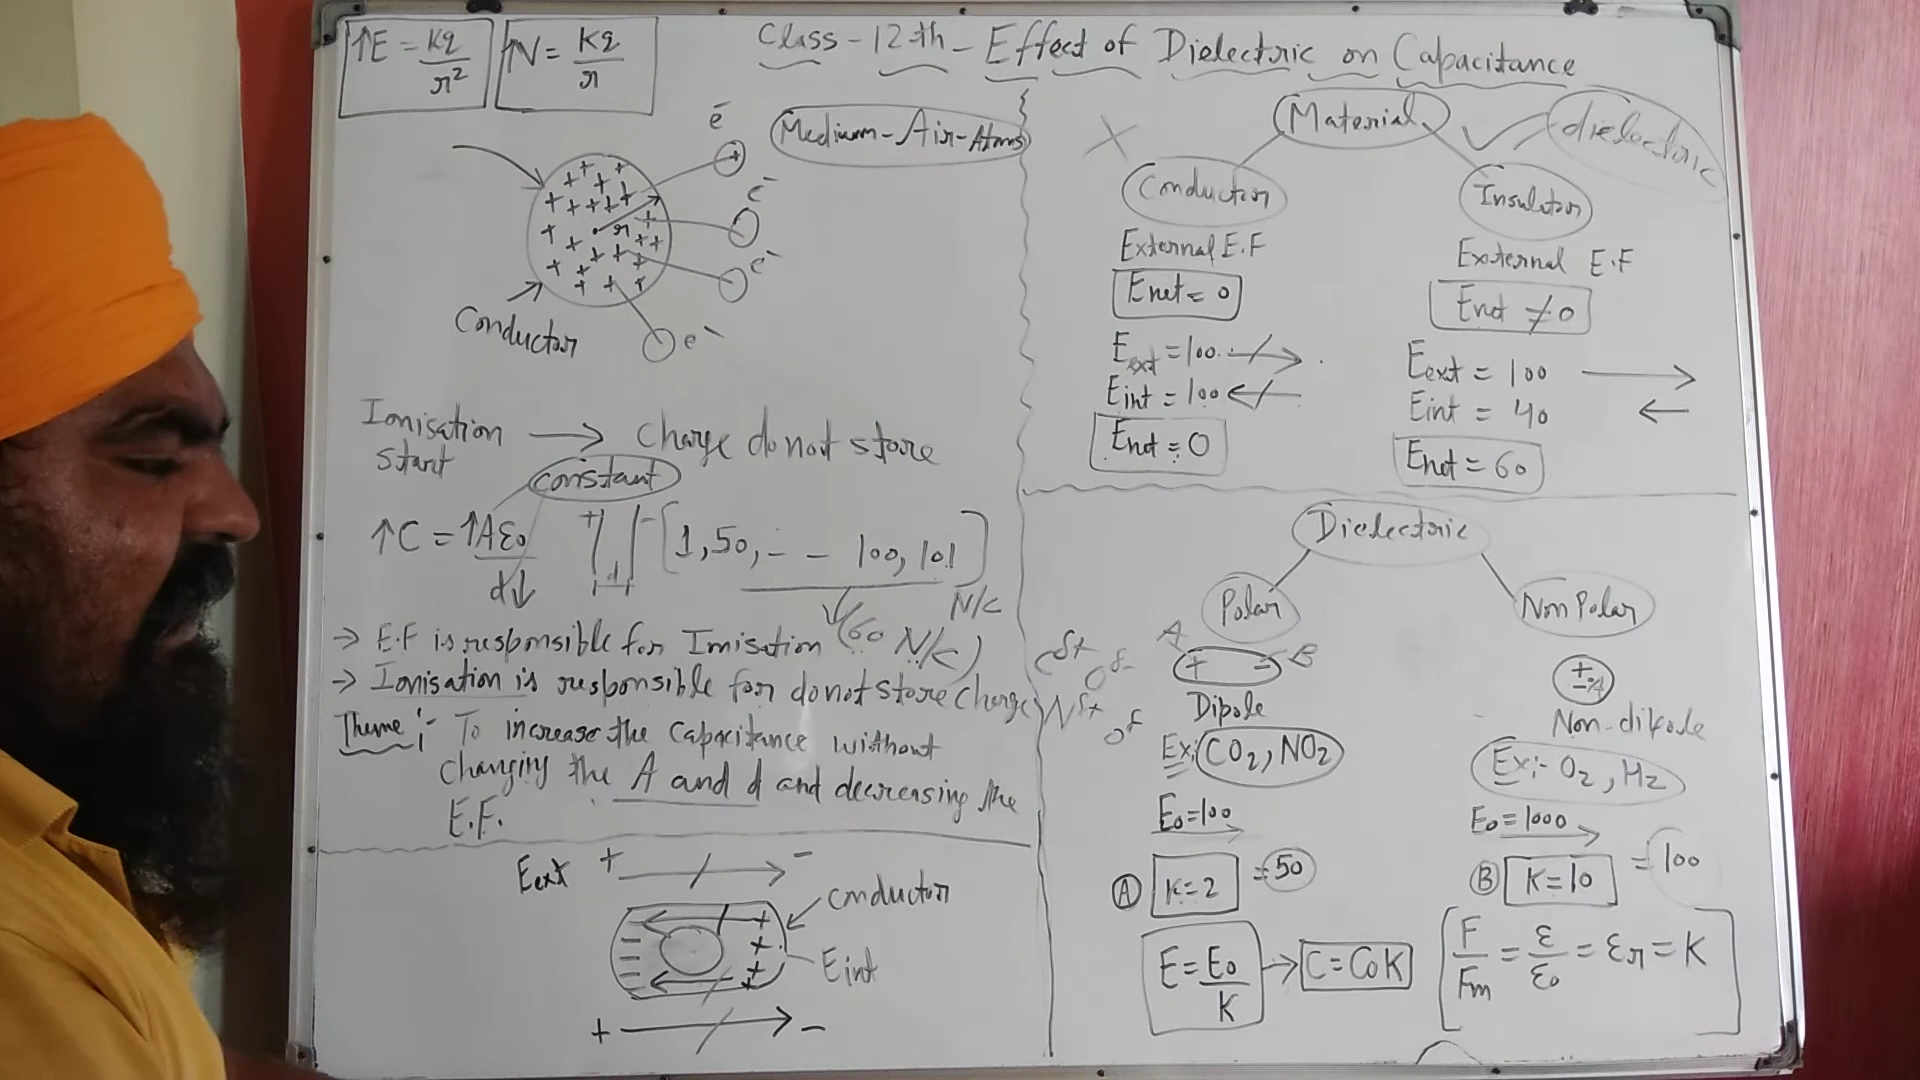 Class-12th- Effect of Dielectric on Capacitance
↑E = Kq/r²
↑V = Kq/r
Medium-Air-Atoms
e⁻
e⁻
e⁻
e⁻
r
Conductor
Ionisation start → charge do not store
constant
↑C = ↑Aε₀/d↓
+ - d
[1, 50, - - 100, 101] N/C
(60 N/C)
→ E.F is responsible for Ionisation
→ Ionisation is responsible for do not store charge
Theme:- To increase the Capacitance without
changing the A and d and decreasing the
E.F.
Eext + → -
conductor
Eint
+ → -
Material
dielectric
Conductor
External E.F
Enet = 0
Eext = 100 →
Eint = 100 ←
Enet = 0
Insulator
External E.F
Enet ≠ 0
Eext = 100 →
Eint = 40 ←
Enet = 60
Dielectric
Polar
A + - B
Dipole
Ex: CO₂, NO₂
C δ+ O δ-
N δ+ O δ-
E₀=100
A K=2 = 50
E = E₀/K → C = C₀K
Non Polar
Non-dipole
Ex:- O₂, H₂
E₀=1000
B K=10 = 100
[F/Fm = ε/ε₀ = εr = K]